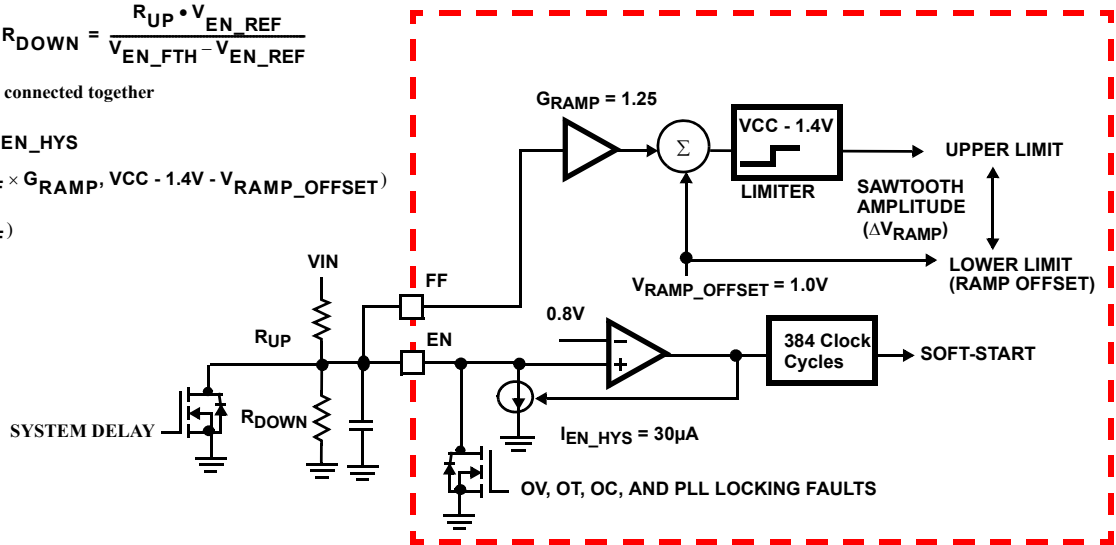 R_DOWN = R_UP • V_EN_REF / V_EN_FTH – V_EN_REF
connected together
EN_HYS
× G_RAMP, VCC - 1.4V - V_RAMP_OFFSET)
)
G_RAMP = 1.25
Σ
VCC - 1.4V
LIMITER
UPPER LIMIT
SAWTOOTH
AMPLITUDE
(ΔV_RAMP)
LOWER LIMIT
(RAMP OFFSET)
V_RAMP_OFFSET = 1.0V
VIN
FF
R_UP
EN
0.8V
384 Clock
Cycles
SOFT-START
R_DOWN
SYSTEM DELAY
I_EN_HYS = 30µA
OV, OT, OC, AND PLL LOCKING FAULTS